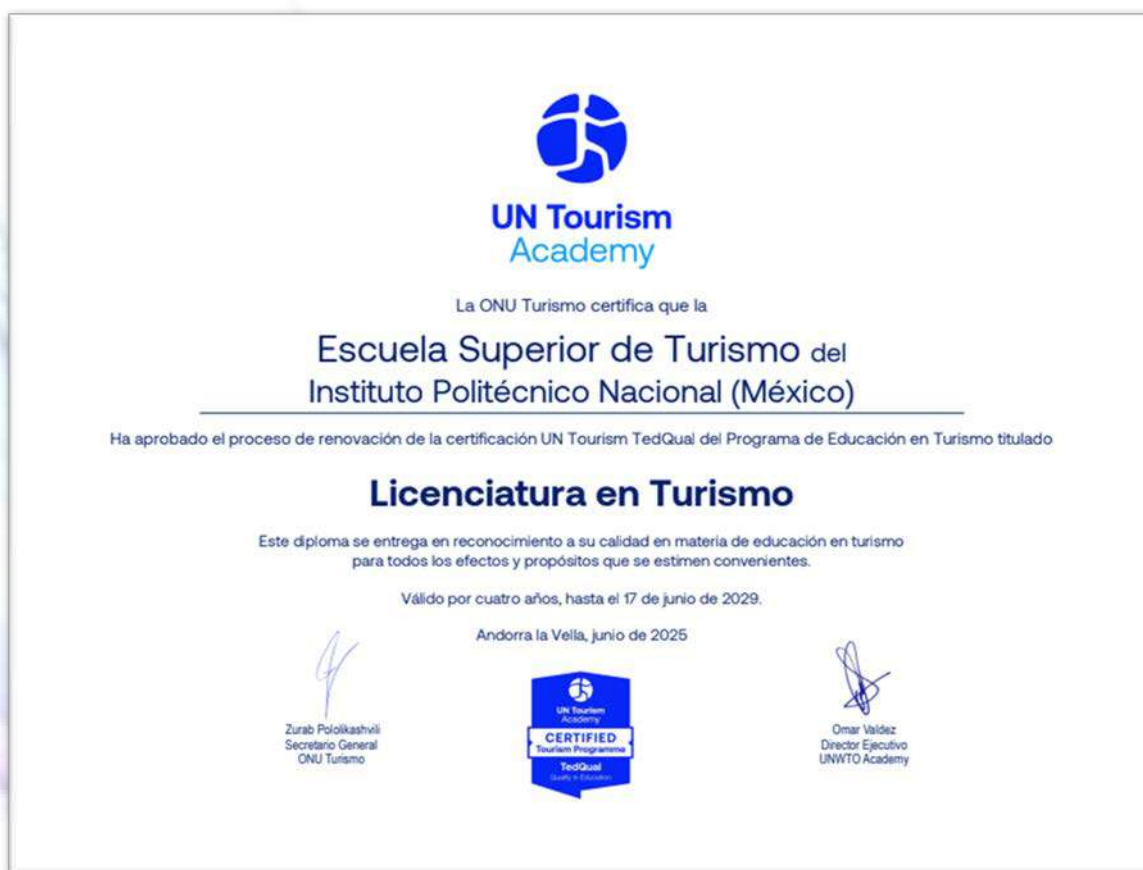 UN Tourism
Academy
La ONU Turismo certifica que la
Escuela Superior de Turismo del
Instituto Politécnico Nacional (México)
Ha aprobado el proceso de renovación de la certificación UN Tourism TedQual del Programa de Educación en Turismo titulado
Licenciatura en Turismo
Este diploma se entrega en reconocimiento a su calidad en materia de educación en turismo
para todos los efectos y propósitos que se estimen convenientes.
Válido por cuatro años, hasta el 17 de junio de 2029.
Andorra la Vella, junio de 2025
Zurab Pololikashvili
Secretario General
ONU Turismo
UN Tourism
Academy
CERTIFIED
Tourism Programme
TedQual
Quality in Education
Omar Valdez
Director Ejecutivo
UNWTO Academy